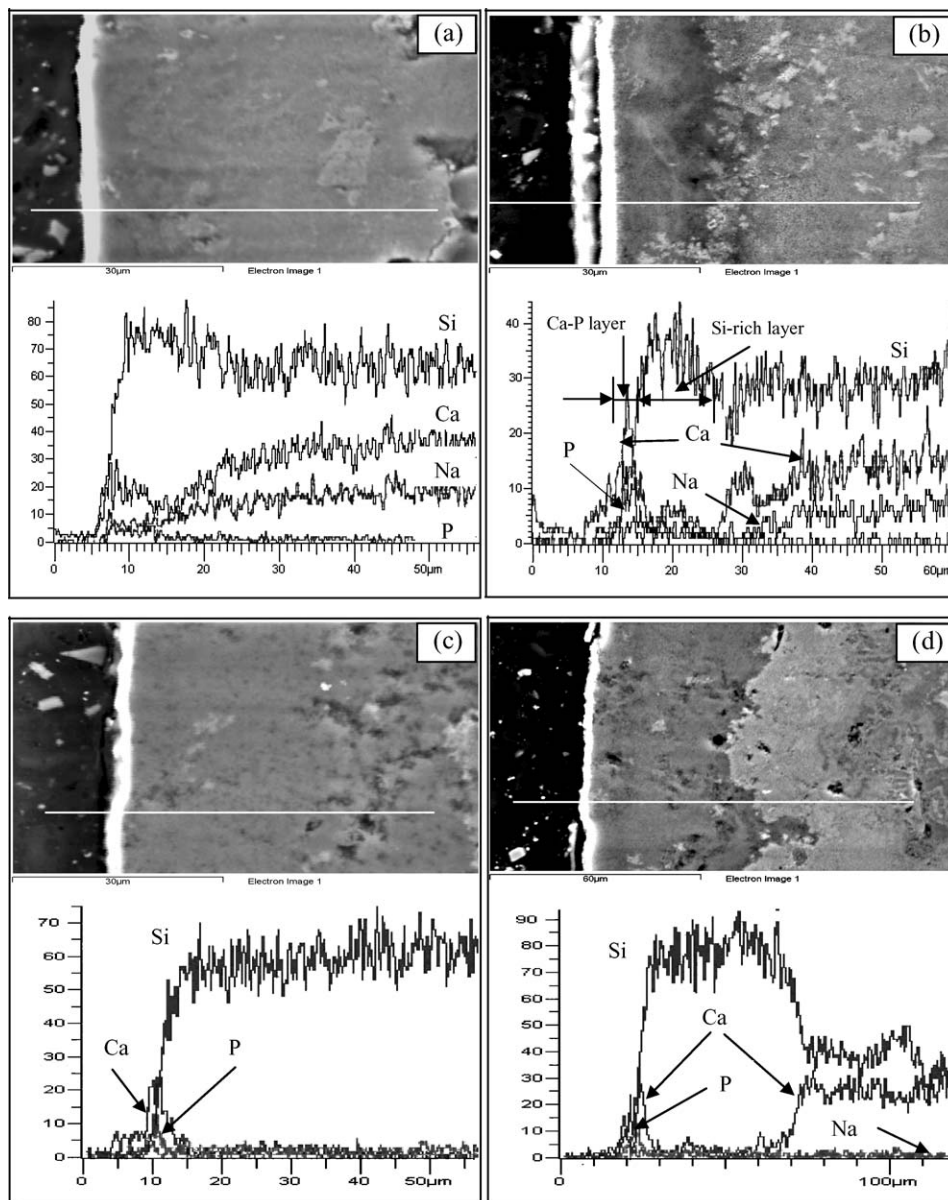 (a)
30µm Electron Image 1
80
70
60
50
40
30
20
10
0
Si
Ca
Na
P
0 10 20 30 40 50µm
(b)
30µm Electron Image 1
40
30
20
10
0
Ca-P layer
Si-rich layer
Si
P
Ca
Na
0 10 20 30 40 50 60µm
(c)
30µm Electron Image 1
70
60
50
40
30
20
10
0
Si
Ca
P
0 10 20 30 40 50µm
(d)
60µm Electron Image 1
90
80
70
60
50
40
30
20
10
0
Si
Ca
P
Na
0 100µm